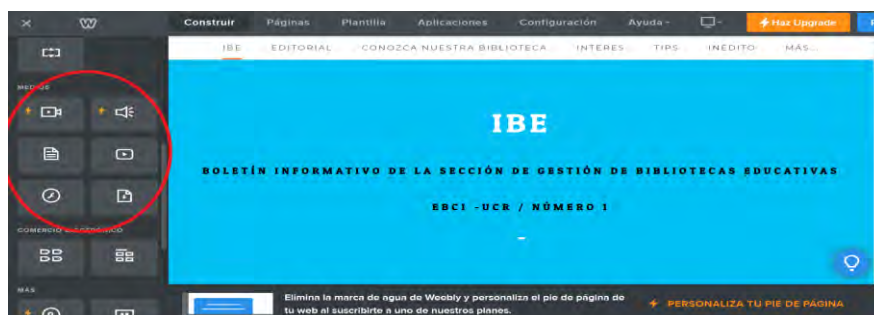 Construir Páginas Plantilla Aplicaciones Configuración Ayuda Haz Upgrade
IBE EDITORIAL CONOZCA NUESTRA BIBLIOTECA INTERES TIPS INÉDITO MÁS...
MEDIOS
IBE
BOLETÍN INFORMATIVO DE LA SECCIÓN DE GESTIÓN DE BIBLIOTECAS EDUCATIVAS
EBCI -UCR / NÚMERO 1
COMERCIO ELECTRÓNICO
MÁS
Elimina la marca de agua de Weebly y personaliza el pie de página de
tu web al suscribirte a uno de nuestros planes.
PERSONALIZA TU PIE DE PÁGINA